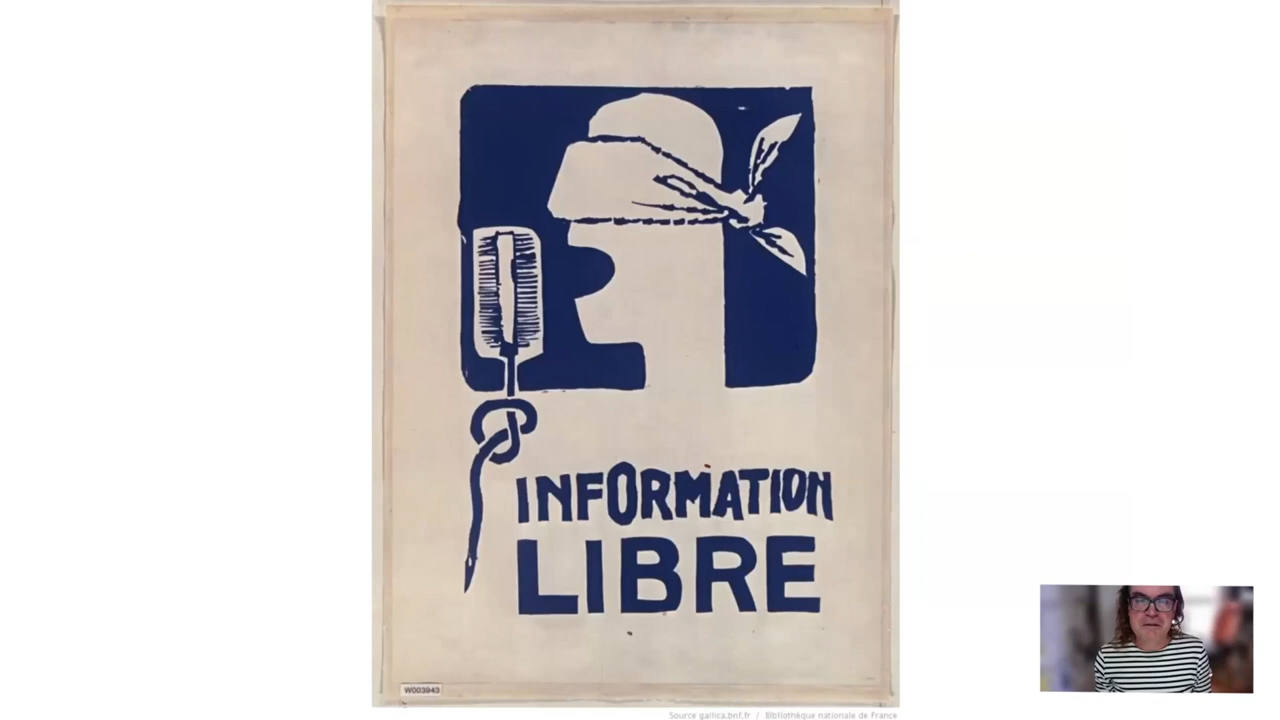 INFORMATION
LIBRE
W003943
Source gallica.bnf.fr / Bibliothèque nationale de France